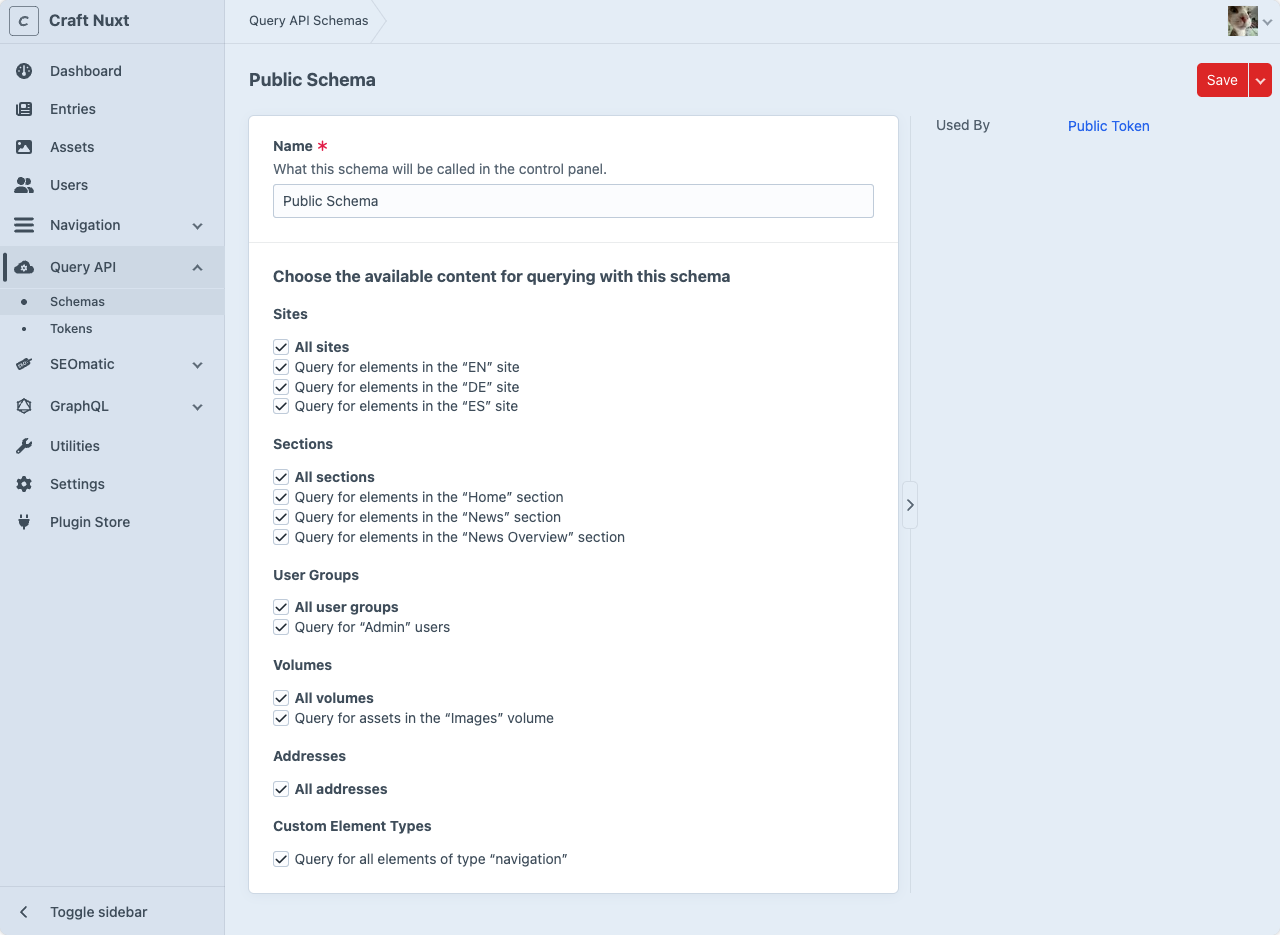 C Craft Nuxt
Query API Schemas
Dashboard
Entries
Assets
Users
Navigation
Query API
Schemas
Tokens
SEOmatic
GraphQL
Utilities
Settings
Plugin Store
Toggle sidebar
Public Schema
Save
Name *
What this schema will be called in the control panel.
Public Schema
Choose the available content for querying with this schema
Sites
All sites
Query for elements in the “EN” site
Query for elements in the “DE” site
Query for elements in the “ES” site
Sections
All sections
Query for elements in the “Home” section
Query for elements in the “News” section
Query for elements in the “News Overview” section
User Groups
All user groups
Query for “Admin” users
Volumes
All volumes
Query for assets in the “Images” volume
Addresses
All addresses
Custom Element Types
Query for all elements of type “navigation”
Used By Public Token